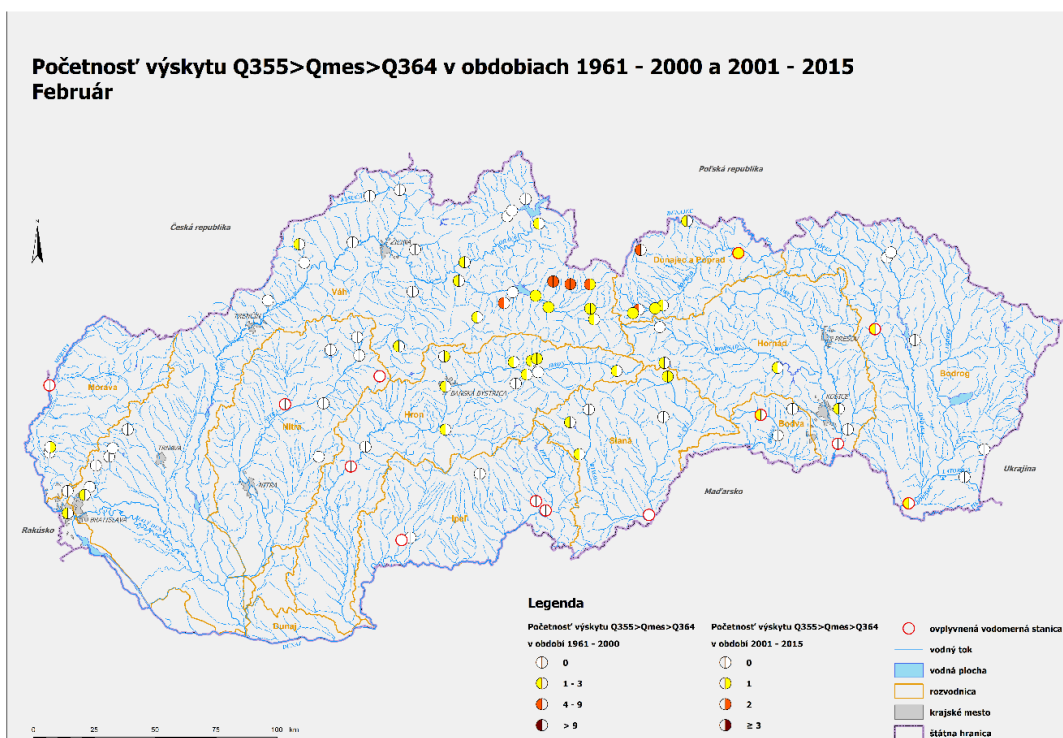 Početnosť výskytu Q355>Qmes>Q364 v obdobiach 1961 - 2000 a 2001 - 2015
Február
Poľská republika
Česká republika
DUNAJEC
Dunajec a Poprad
ŽILINA
Váh
TRENČÍN
PREŠOV
Hornád
Morava
Bodrog
BANSKÁ BYSTRICA
Hron
KOŠICE
Nitra
Bodva
Slaná
TRNAVA
NITRA
Ukrajina
Maďarsko
Ipeľ
BRATISLAVA
Rakúsko
Dunaj
DUNAJ
Legenda
Početnosť výskytu Q355>Qmes>Q364
v období 1961 - 2000
0
1 - 3
4 - 9
> 9
Početnosť výskytu Q355>Qmes>Q364
v období 2001 - 2015
0
1
2
≥ 3
ovplyvnená vodomerná stanica
vodný tok
vodná plocha
rozvodnica
krajské mesto
štátna hranica
0 25 50 100 km